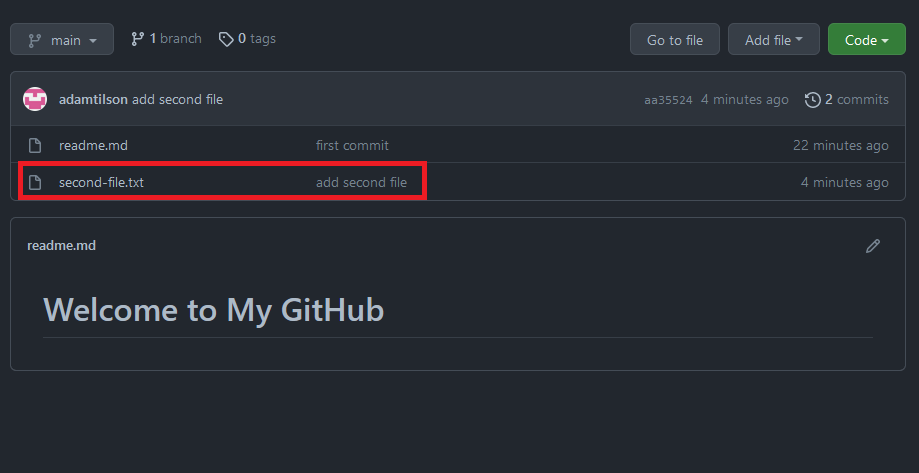 main 1 branch 0 tags Go to file Add file Code
adamtilson add second file aa35524 4 minutes ago 2 commits
readme.md first commit 22 minutes ago
second-file.txt add second file 4 minutes ago
readme.md
Welcome to My GitHub